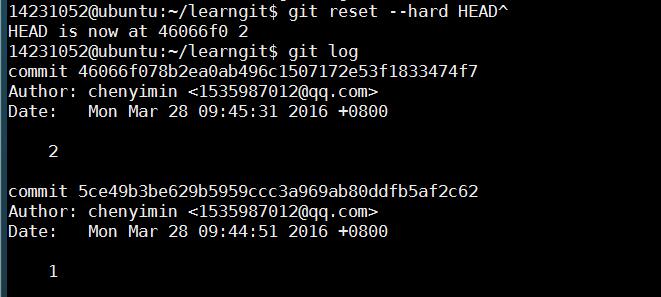 14231052@ubuntu:~/learngit$ git reset --hard HEAD^
HEAD is now at 46066f0 2
14231052@ubuntu:~/learngit$ git log
commit 46066f078b2ea0ab496c1507172e53f1833474f7
Author: chenyimin <1535987012@qq.com>
Date:   Mon Mar 28 09:45:31 2016 +0800
    2
commit 5ce49b3be629b5959ccc3a969ab80ddfb5af2c62
Author: chenyimin <1535987012@qq.com>
Date:   Mon Mar 28 09:44:51 2016 +0800
    1